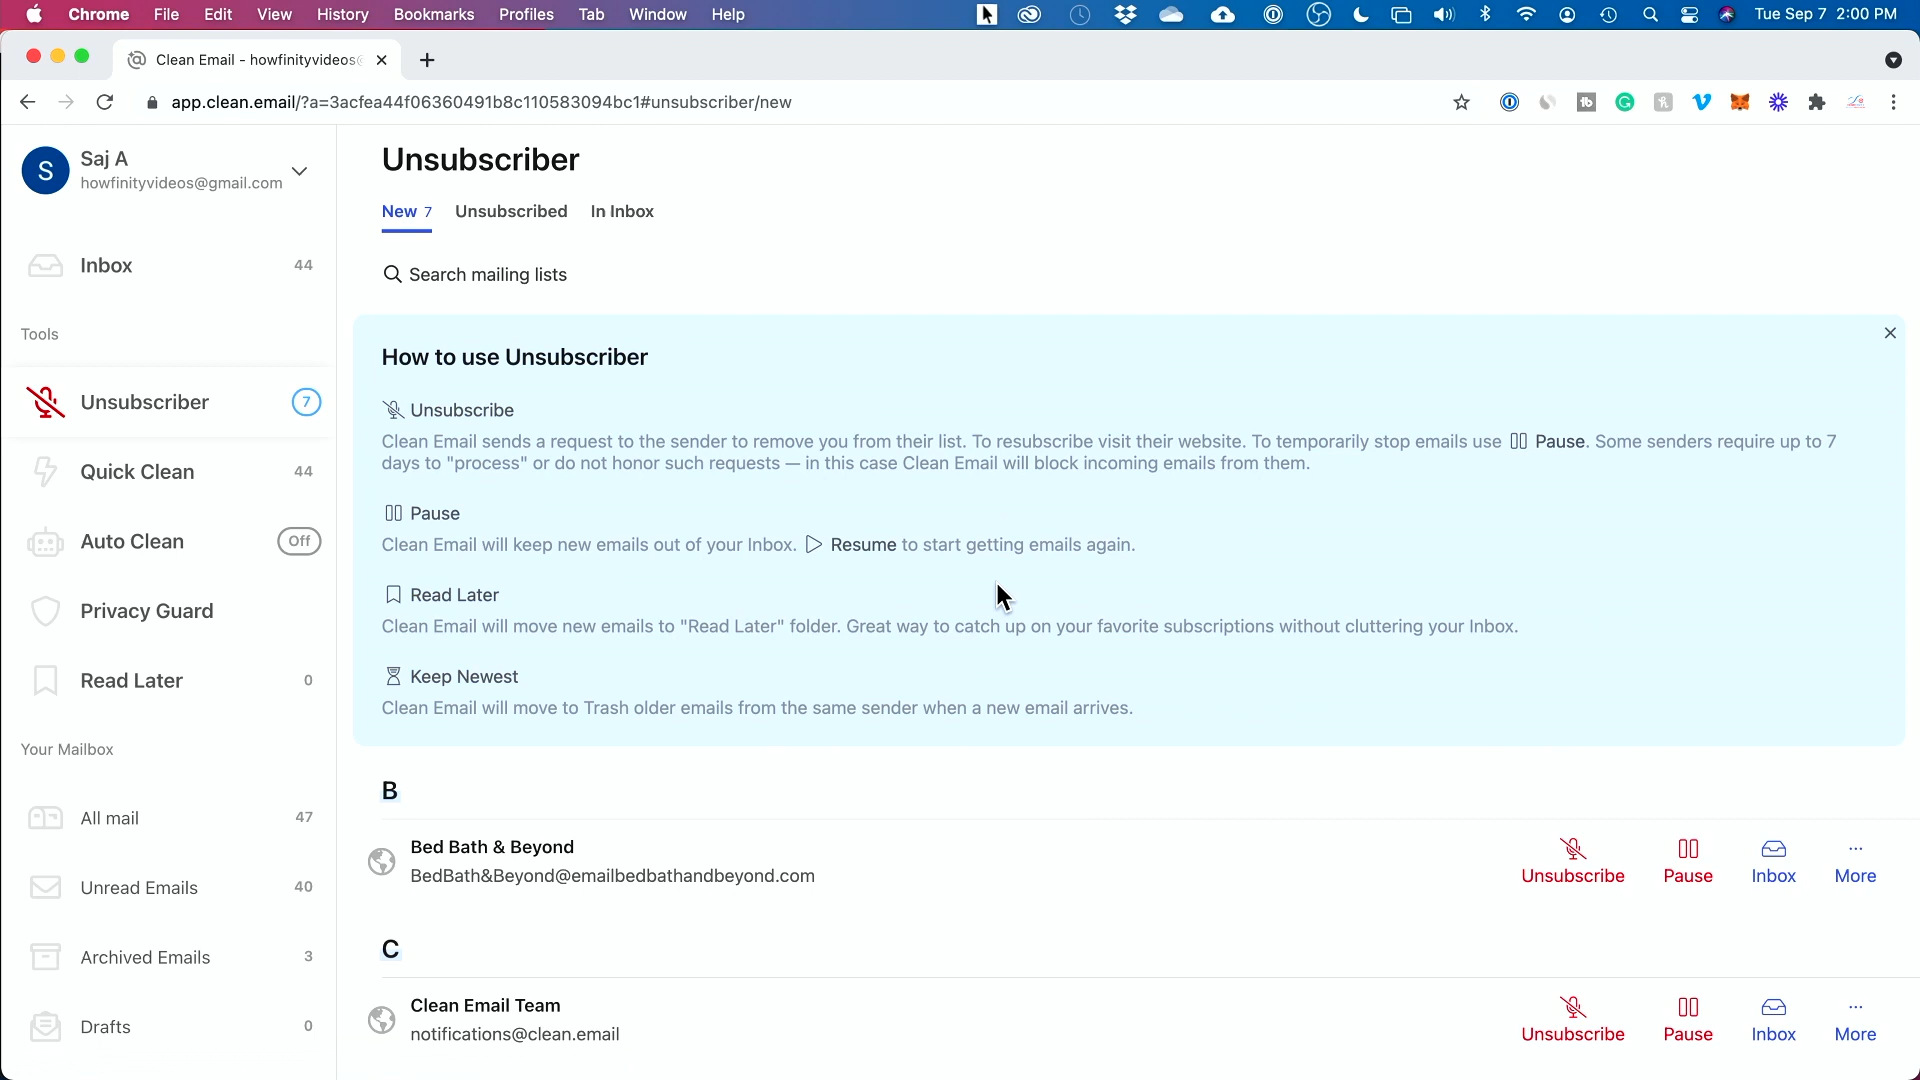 Chrome File Edit View History Bookmarks Profiles Tab Window Help Tue Sep 7 2:00 PM
Clean Email - howfinityvideos@
app.clean.email/?a=3acfea44f06360491b8c110583094bc1#unsubscriber/new
S
Saj A
howfinityvideos@gmail.com
Inbox 44
Tools
Unsubscriber 7
Quick Clean 44
Auto Clean Off
Privacy Guard
Read Later 0
Your Mailbox
All mail 47
Unread Emails 40
Archived Emails 3
Drafts 0
Unsubscriber
New 7 Unsubscribed In Inbox
Search mailing lists
How to use Unsubscriber
Unsubscribe
Clean Email sends a request to the sender to remove you from their list. To resubscribe visit their website. To temporarily stop emails use Pause. Some senders require up to 7
days to "process" or do not honor such requests — in this case Clean Email will block incoming emails from them.
Pause
Clean Email will keep new emails out of your Inbox. Resume to start getting emails again.
Read Later
Clean Email will move new emails to "Read Later" folder. Great way to catch up on your favorite subscriptions without cluttering your Inbox.
Keep Newest
Clean Email will move to Trash older emails from the same sender when a new email arrives.
B
Bed Bath & Beyond
BedBath&Beyond@emailbedbathandbeyond.com
Unsubscribe Pause Inbox More
C
Clean Email Team
notifications@clean.email
Unsubscribe Pause Inbox More